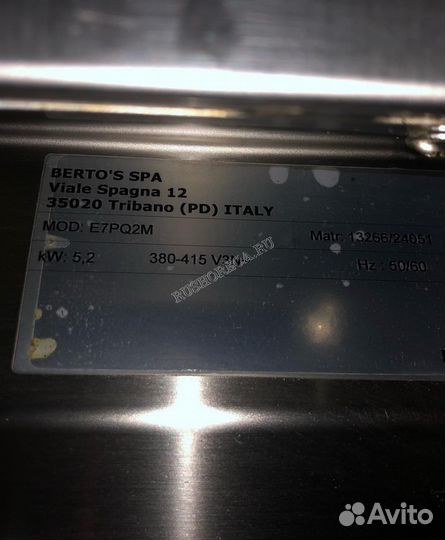 BERTO'S SPA
Viale Spagna 12
35020 Tribano (PD) ITALY
MOD: E7PQ2M Matr: 13266/24051
kW: 5,2 380-415 V3N~ Hz : 50/60
RUSHORECA.RU
Avito